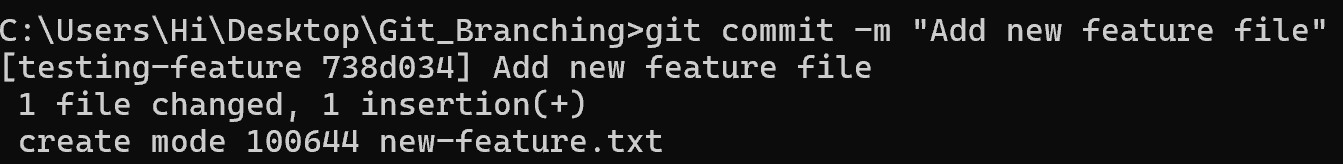 C:\Users\Hi\Desktop\Git_Branching>git commit -m "Add new feature file"
[testing-feature 738d034] Add new feature file
 1 file changed, 1 insertion(+)
 create mode 100644 new-feature.txt